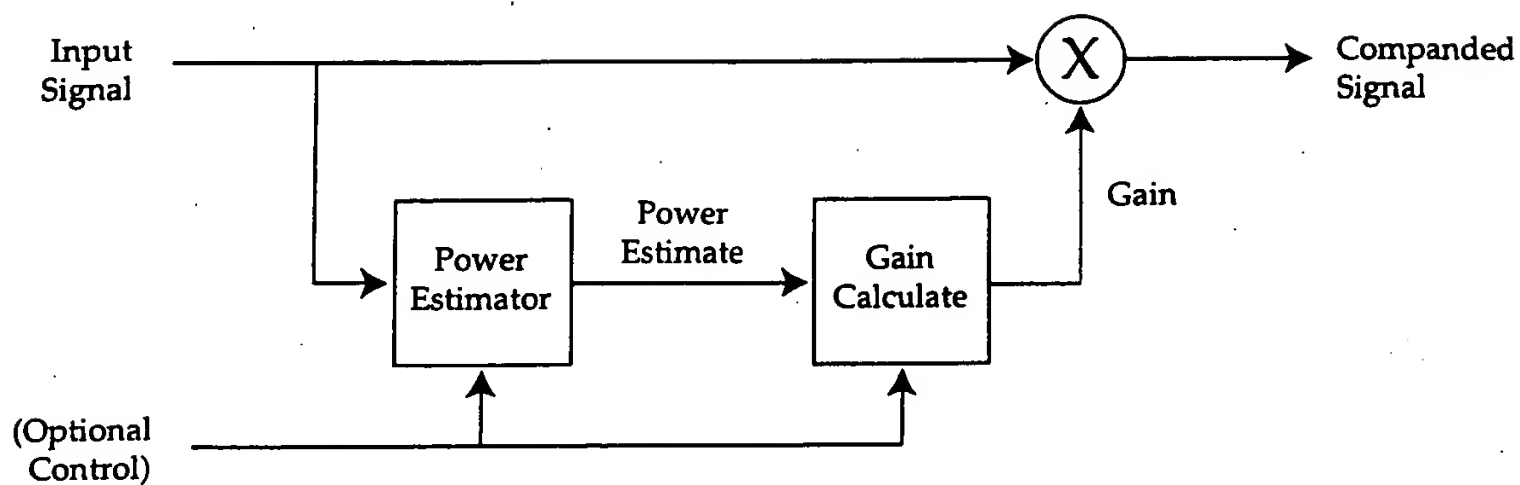 Input
Signal
X
Companded
Signal
Gain
Power
Estimate
Power
Estimator
Gain
Calculate
(Optional
Control)